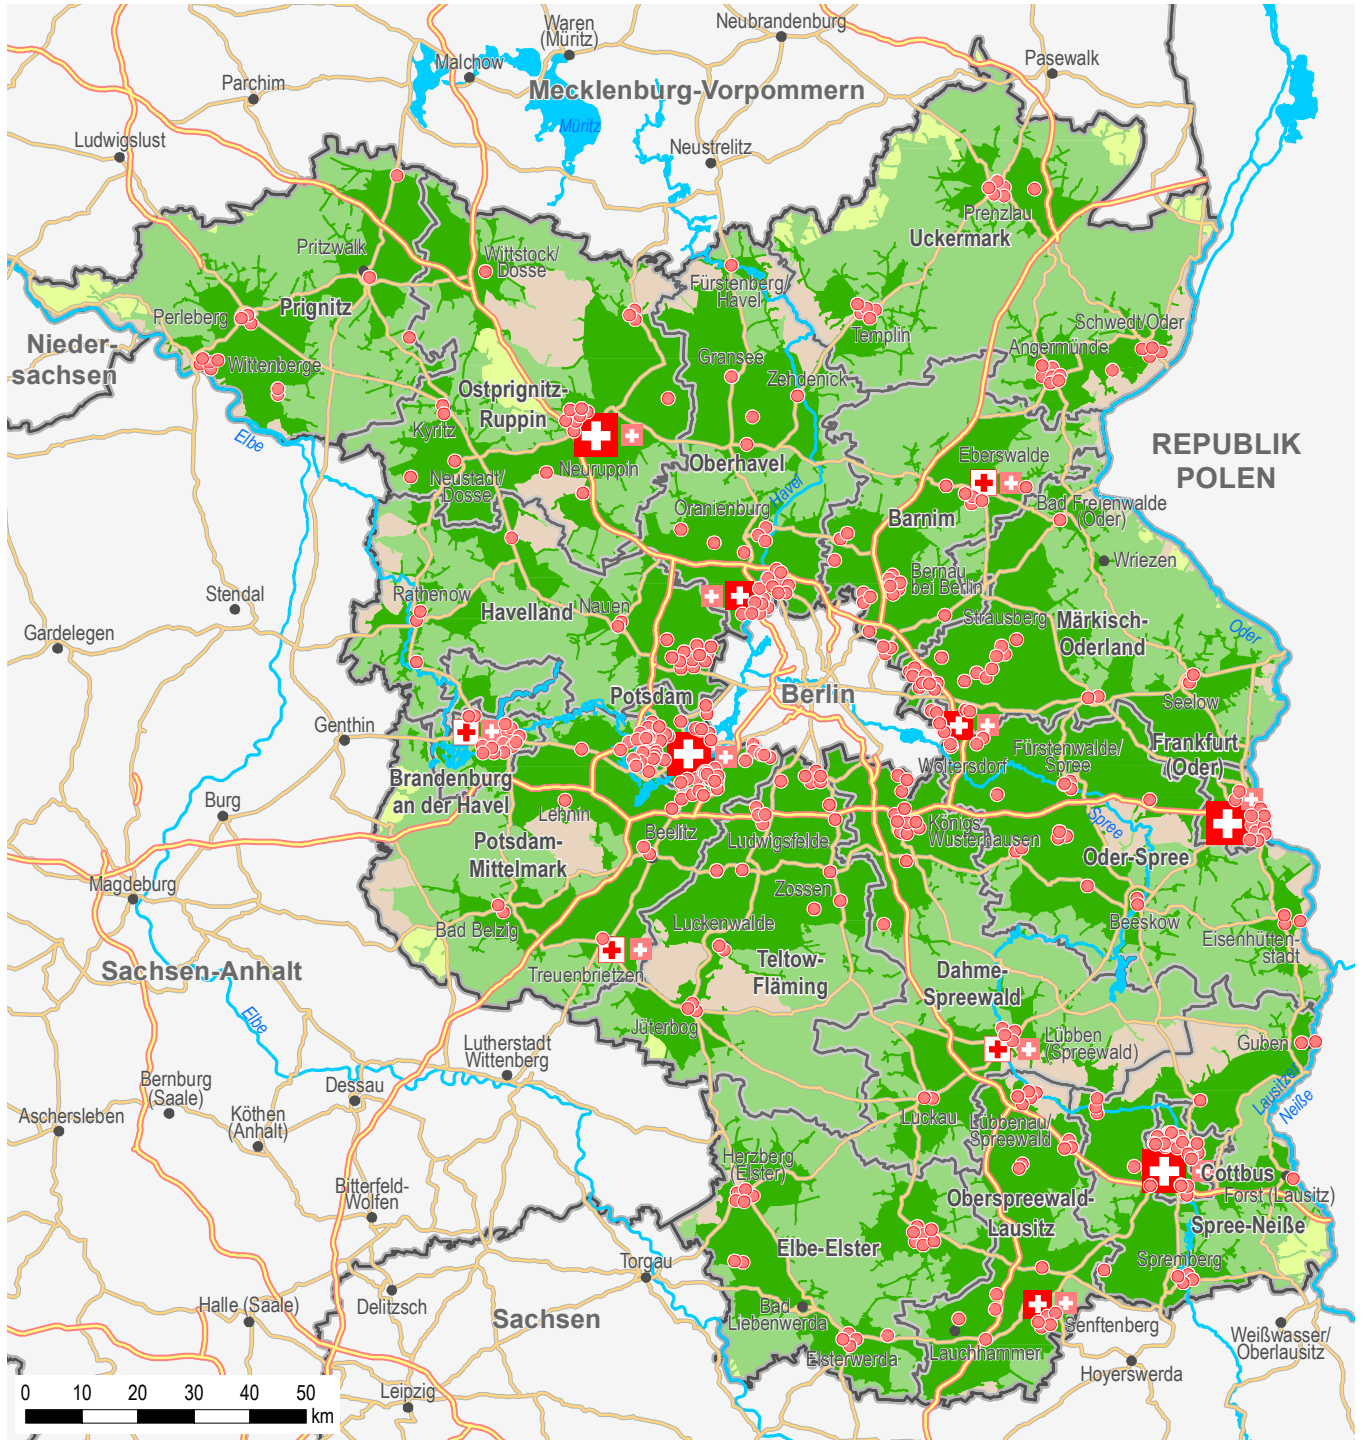 Waren
(Müritz)
Neubrandenburg
Malchow
Pasewalk
Parchim
Mecklenburg-Vorpommern
Müritz
Ludwigslust
Neustrelitz
Prenzlau
Uckermark
Pritzwalk
Wittstock/
Dosse
Fürstenberg/
Havel
Prignitz
Perleberg
Templin
Schwedt/Oder
Nieder-
sachsen
Wittenberge
Gransee
Angermünde
Zehdenick
Ostprignitz-
Ruppin
Kyritz
Elbe
REPUBLIK
POLEN
Neustadt/
Dosse
Neuruppin
Oberhavel
Eberswalde
Havel
Oranienburg
Barnim
Bad Freienwalde
(Oder)
Wriezen
Stendal
Rathenow
Havelland
Nauen
Bernau
bei Berlin
Strausberg
Märkisch-
Oderland
Oder
Gardelegen
Potsdam
Berlin
Seelow
Genthin
Brandenburg
an der Havel
Woltersdorf
Fürstenwalde/
Spree
Frankfurt
(Oder)
Burg
Lehnin
Beelitz
Ludwigsfelde
Königs
Wusterhausen
Spree
Potsdam-
Mittelmark
Oder-Spree
Magdeburg
Zossen
Bad Belzig
Luckenwalde
Beeskow
Eisenhütten-
stadt
Sachsen-Anhalt
Treuenbrietzen
Teltow-
Fläming
Dahme-
Spreewald
Elbe
Jüterbog
Lutherstadt
Wittenberg
Lübben
(Spreewald)
Guben
Bernburg
(Saale)
Dessau
Lausitzer
Neiße
Aschersleben
Köthen
(Anhalt)
Luckau
Lübbenau/
Spreewald
Herzberg
(Elster)
Cottbus
Forst (Lausitz)
Bitterfeld-
Wolfen
Oberspreewald-
Lausitz
Spree-Neiße
Elbe-Elster
Torgau
Spremberg
Delitzsch
Halle (Saale)
Sachsen
Bad
Liebenwerda
Senftenberg
Weißwasser/
Oberlausitz
Elsterwerda
Lauchhammer
Hoyerswerda
Leipzig
0 10 20 30 40 50
km